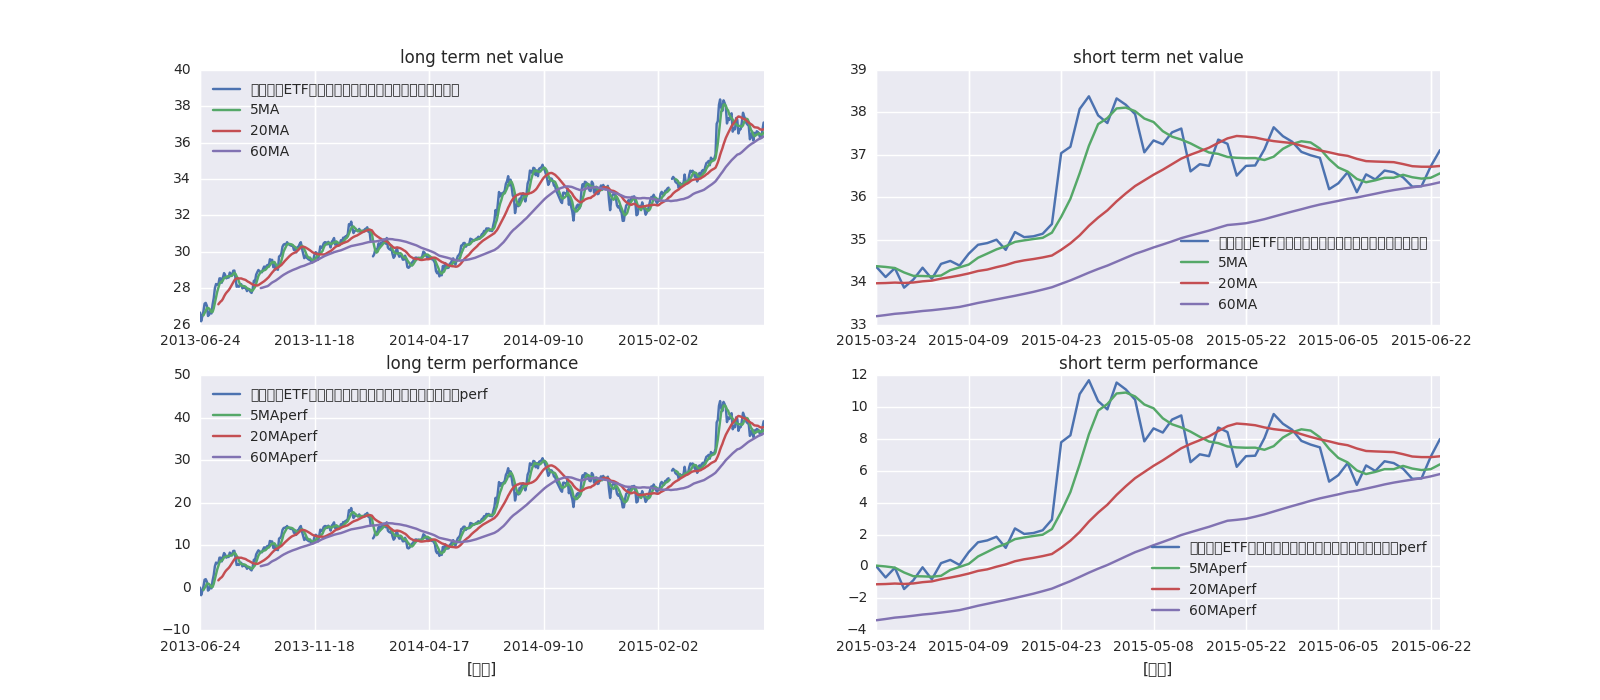 long term net value
40
38
36
34
32
30
28
26
ETF
5MA
20MA
60MA
2013-06-24 2013-11-18 2014-04-17 2014-09-10 2015-02-02
short term net value
39
38
37
36
35
34
33
ETF
5MA
20MA
60MA
2015-03-24 2015-04-09 2015-04-23 2015-05-08 2015-05-22 2015-06-05 2015-06-22
long term performance
50
40
30
20
10
0
−10
ETF perf
5MAperf
20MAperf
60MAperf
2013-06-24 2013-11-18 2014-04-17 2014-09-10 2015-02-02
[ ]
short term performance
12
10
8
6
4
2
0
−2
−4
ETF perf
5MAperf
20MAperf
60MAperf
2015-03-24 2015-04-09 2015-04-23 2015-05-08 2015-05-22 2015-06-05 2015-06-22
[ ]